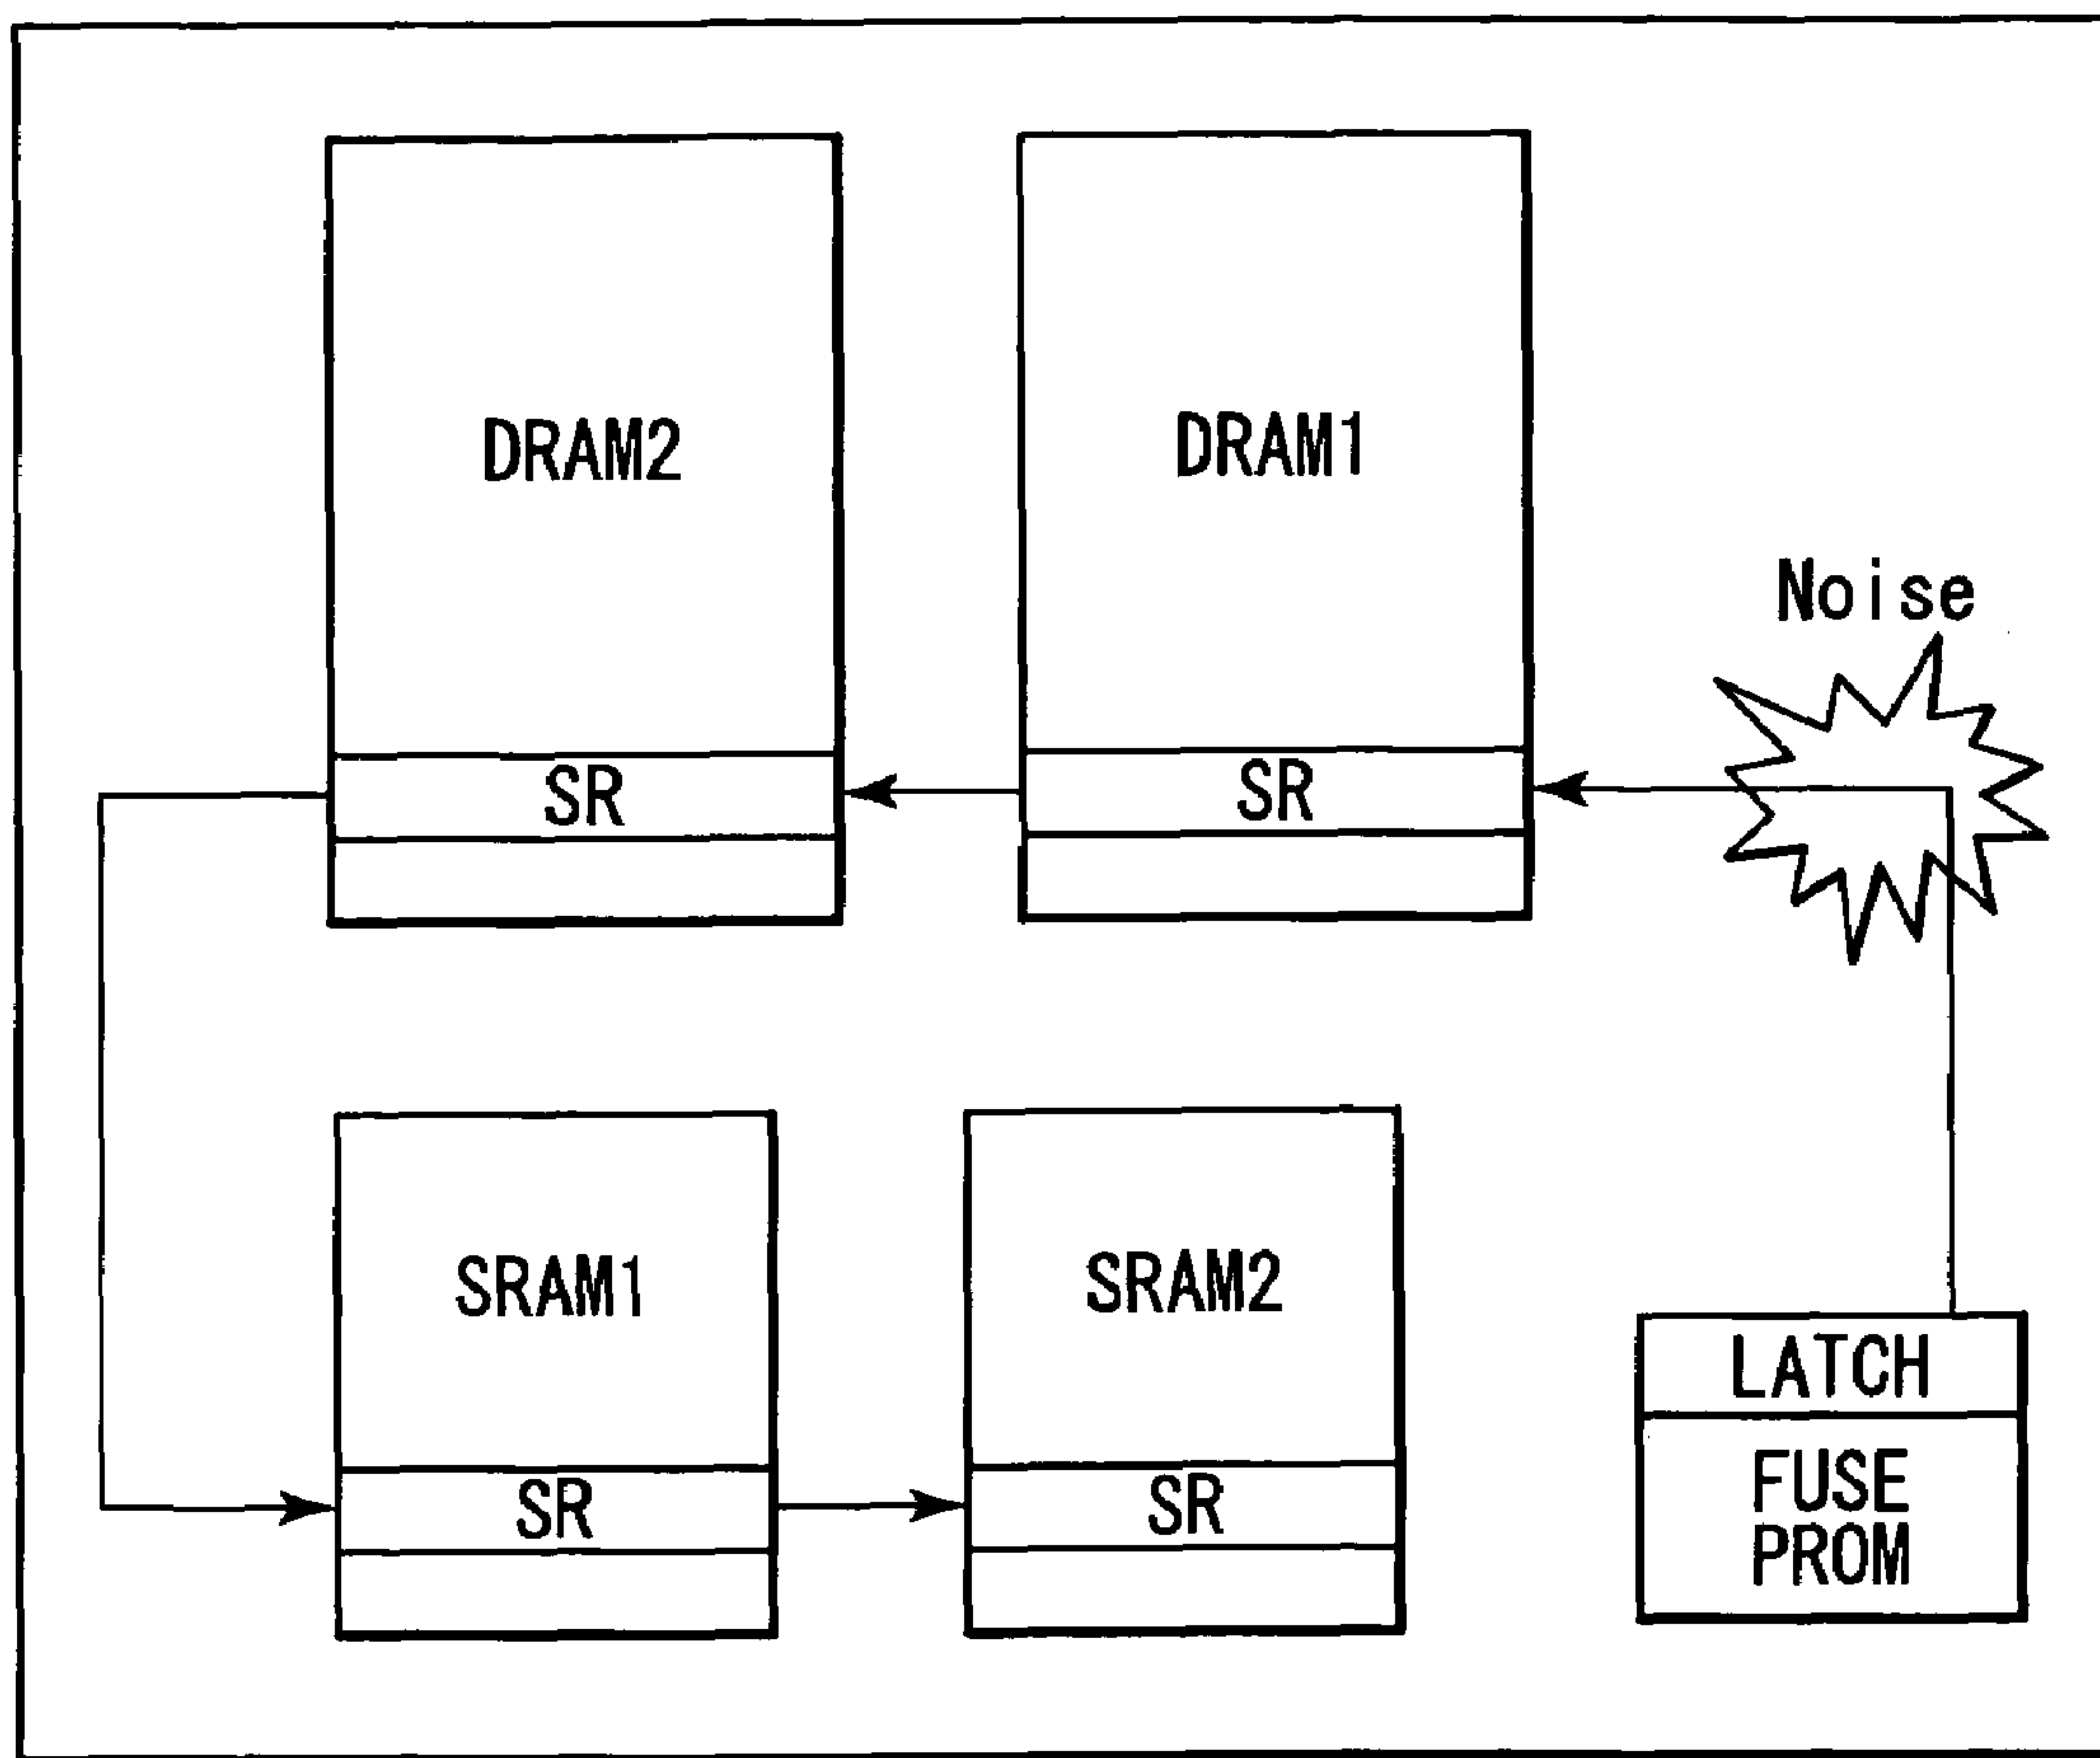 DRAM2
DRAM1
Noise
SR
SR
SRAM1
SRAM2
LATCH
FUSE
PROM
SR
SR